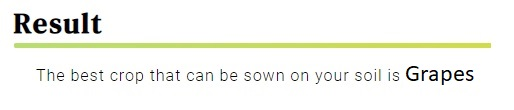 Result
The best crop that can be sown on your soil is Grapes